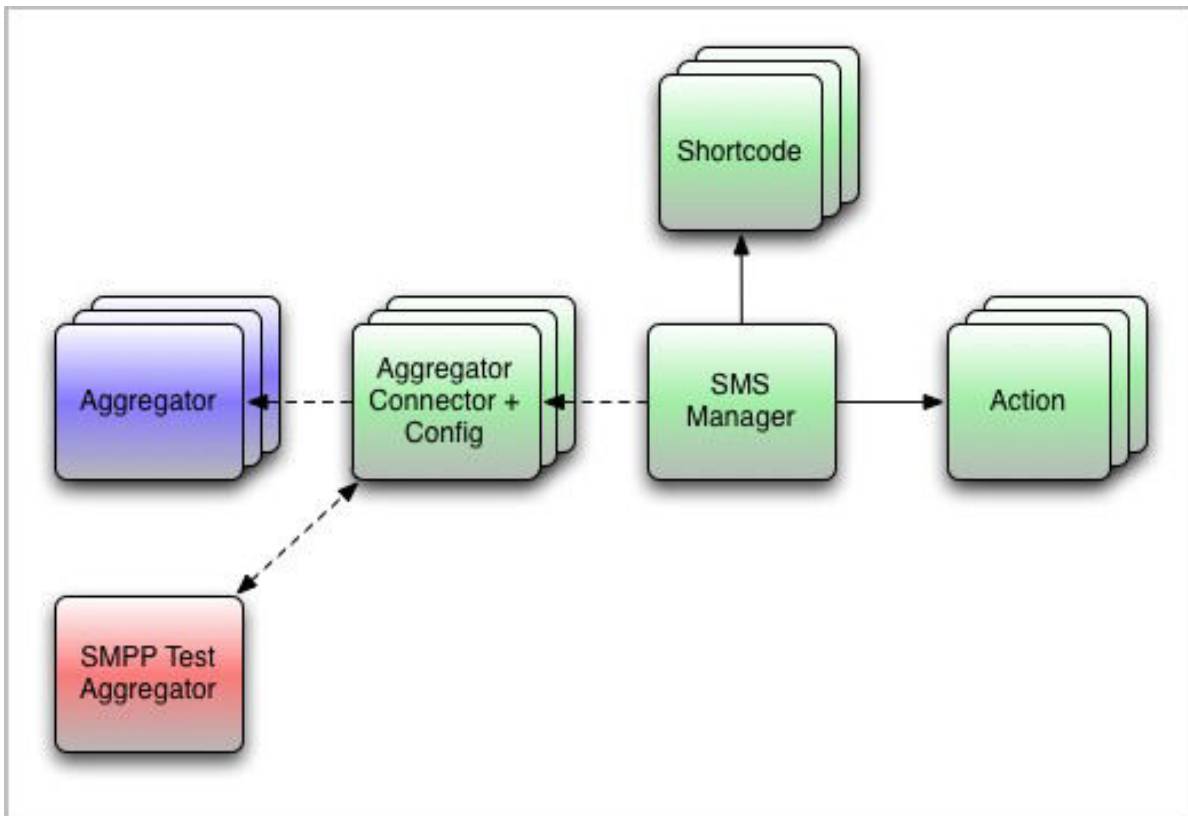 Shortcode
Aggregator
Aggregator
Connector +
Config
SMS
Manager
Action
SMPP Test
Aggregator